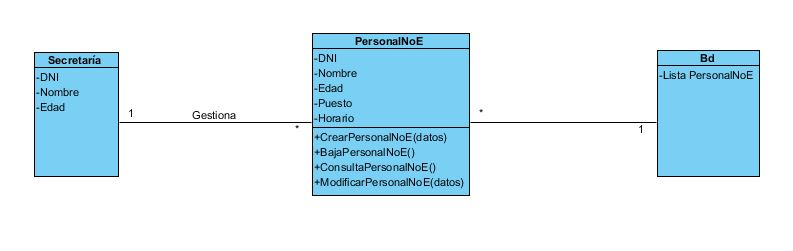 Secretaría
-DNI
-Nombre
-Edad
1
Gestiona
*
PersonalNoE
-DNI
-Nombre
-Edad
-Puesto
-Horario
+CrearPersonalNoE(datos)
+BajaPersonalNoE()
+ConsultaPersonalNoE()
+ModificarPersonalNoE(datos)
*
1
Bd
-Lista PersonalNoE